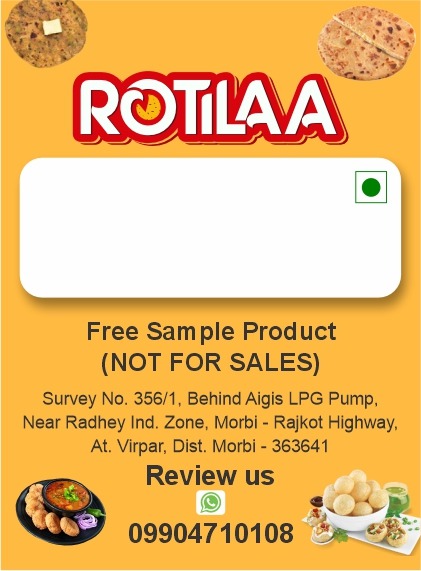 ROTILAA
Free Sample Product
(NOT FOR SALES)
Survey No. 356/1, Behind Aigis LPG Pump,
Near Radhey Ind. Zone, Morbi - Rajkot Highway,
At. Virpar, Dist. Morbi - 363641
Review us
09904710108